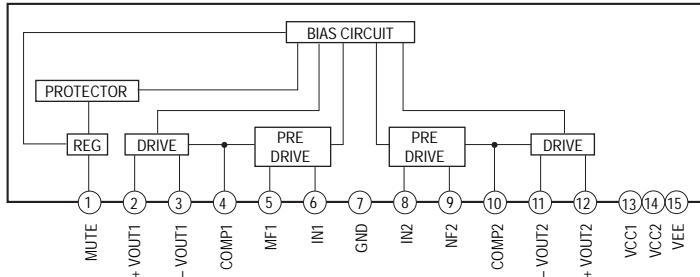 BIAS CIRCUIT
PROTECTOR
REG
DRIVE
PRE
DRIVE
PRE
DRIVE
DRIVE
1
2
3
4
5
6
7
8
9
10
11
12
13
14
15
MUTE
+ VOUT1
– VOUT1
COMP1
MF1
IN1
GND
IN2
NF2
COMP2
– VOUT2
+ VOUT2
VCC1
VCC2
VEE